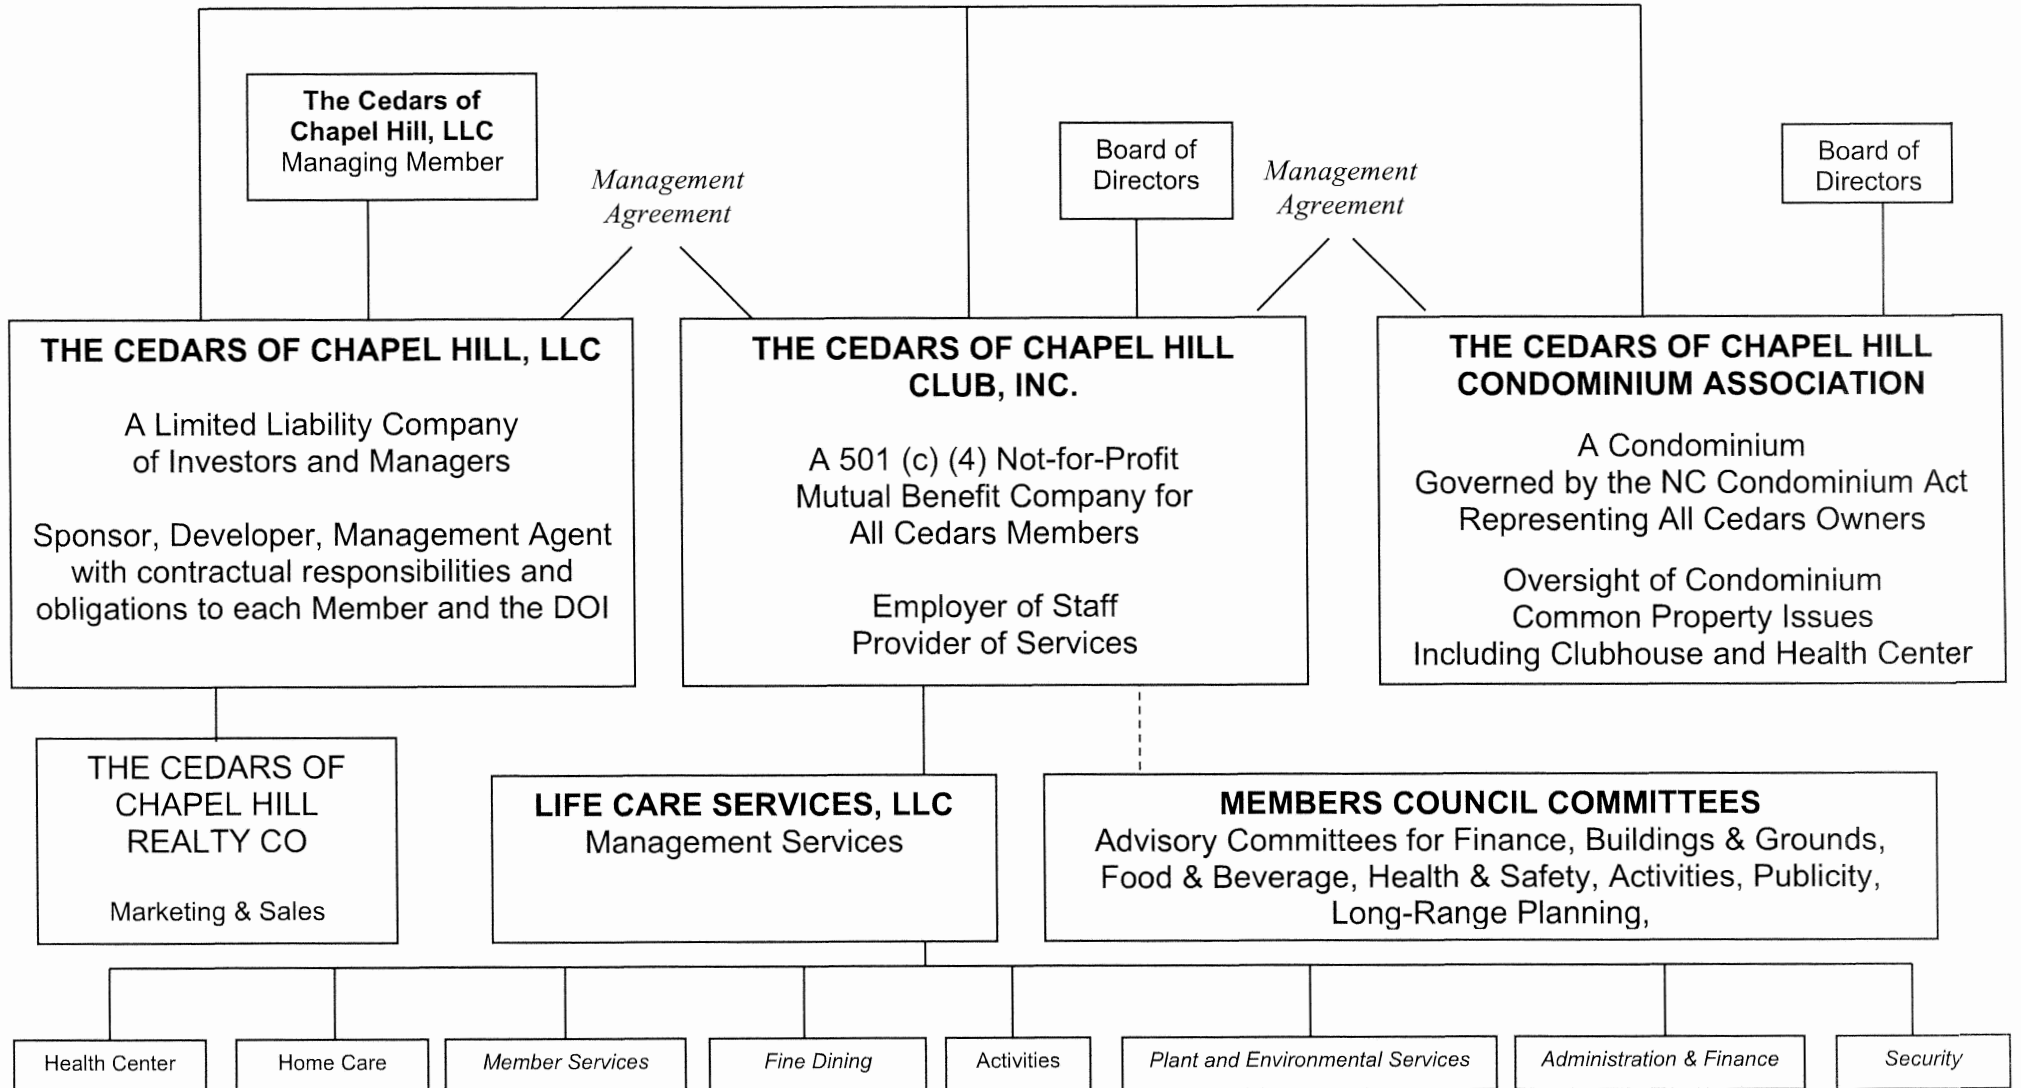 The Cedars of
Chapel Hill, LLC
Managing Member
Management
Agreement
Board of
Directors
Management
Agreement
Board of
Directors
THE CEDARS OF CHAPEL HILL, LLC
A Limited Liability Company
of Investors and Managers
Sponsor, Developer, Management Agent
with contractual responsibilities and
obligations to each Member and the DOI
THE CEDARS OF CHAPEL HILL
CLUB, INC.
A 501 (c) (4) Not-for-Profit
Mutual Benefit Company for
All Cedars Members
Employer of Staff
Provider of Services
THE CEDARS OF CHAPEL HILL
CONDOMINIUM ASSOCIATION
A Condominium
Governed by the NC Condominium Act
Representing All Cedars Owners
Oversight of Condominium
Common Property Issues
Including Clubhouse and Health Center
THE CEDARS OF
CHAPEL HILL
REALTY CO
Marketing & Sales
LIFE CARE SERVICES, LLC
Management Services
MEMBERS COUNCIL COMMITTEES
Advisory Committees for Finance, Buildings & Grounds,
Food & Beverage, Health & Safety, Activities, Publicity,
Long-Range Planning,
Health Center
Home Care
Member Services
Fine Dining
Activities
Plant and Environmental Services
Administration & Finance
Security